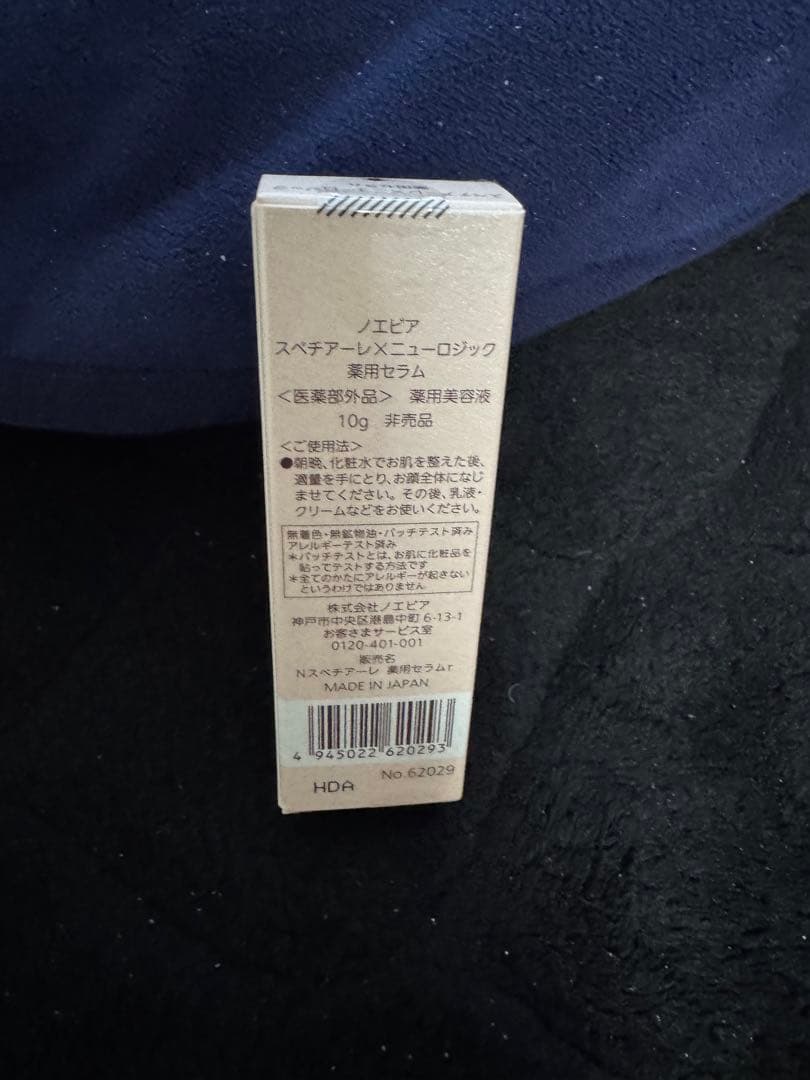 ノエビア
スペチアーレ×ニューロジック
薬用セラム
＜医薬部外品＞ 薬用美容液
10g 非売品
＜ご使用法＞
●朝晩、化粧水でお肌を整えた後、
適量を手にとり、お顔全体になじ
ませてください。その後、乳液・
クリームなどをお使いください。
無着色・無鉱物油・パッチテスト済み
アレルギーテスト済み
＊パッチテストとは、お肌に化粧品を
貼ってテストする方法です
＊全てのかたにアレルギーが起きない
というわけではありません
株式会社ノエビア
神戸市中央区港島中町 6-13-1
お客さまサービス室
0120-401-001
販売名
Nスペチアーレ 薬用セラムr
MADE IN JAPAN
4 945022 620293
No.62029
HDA